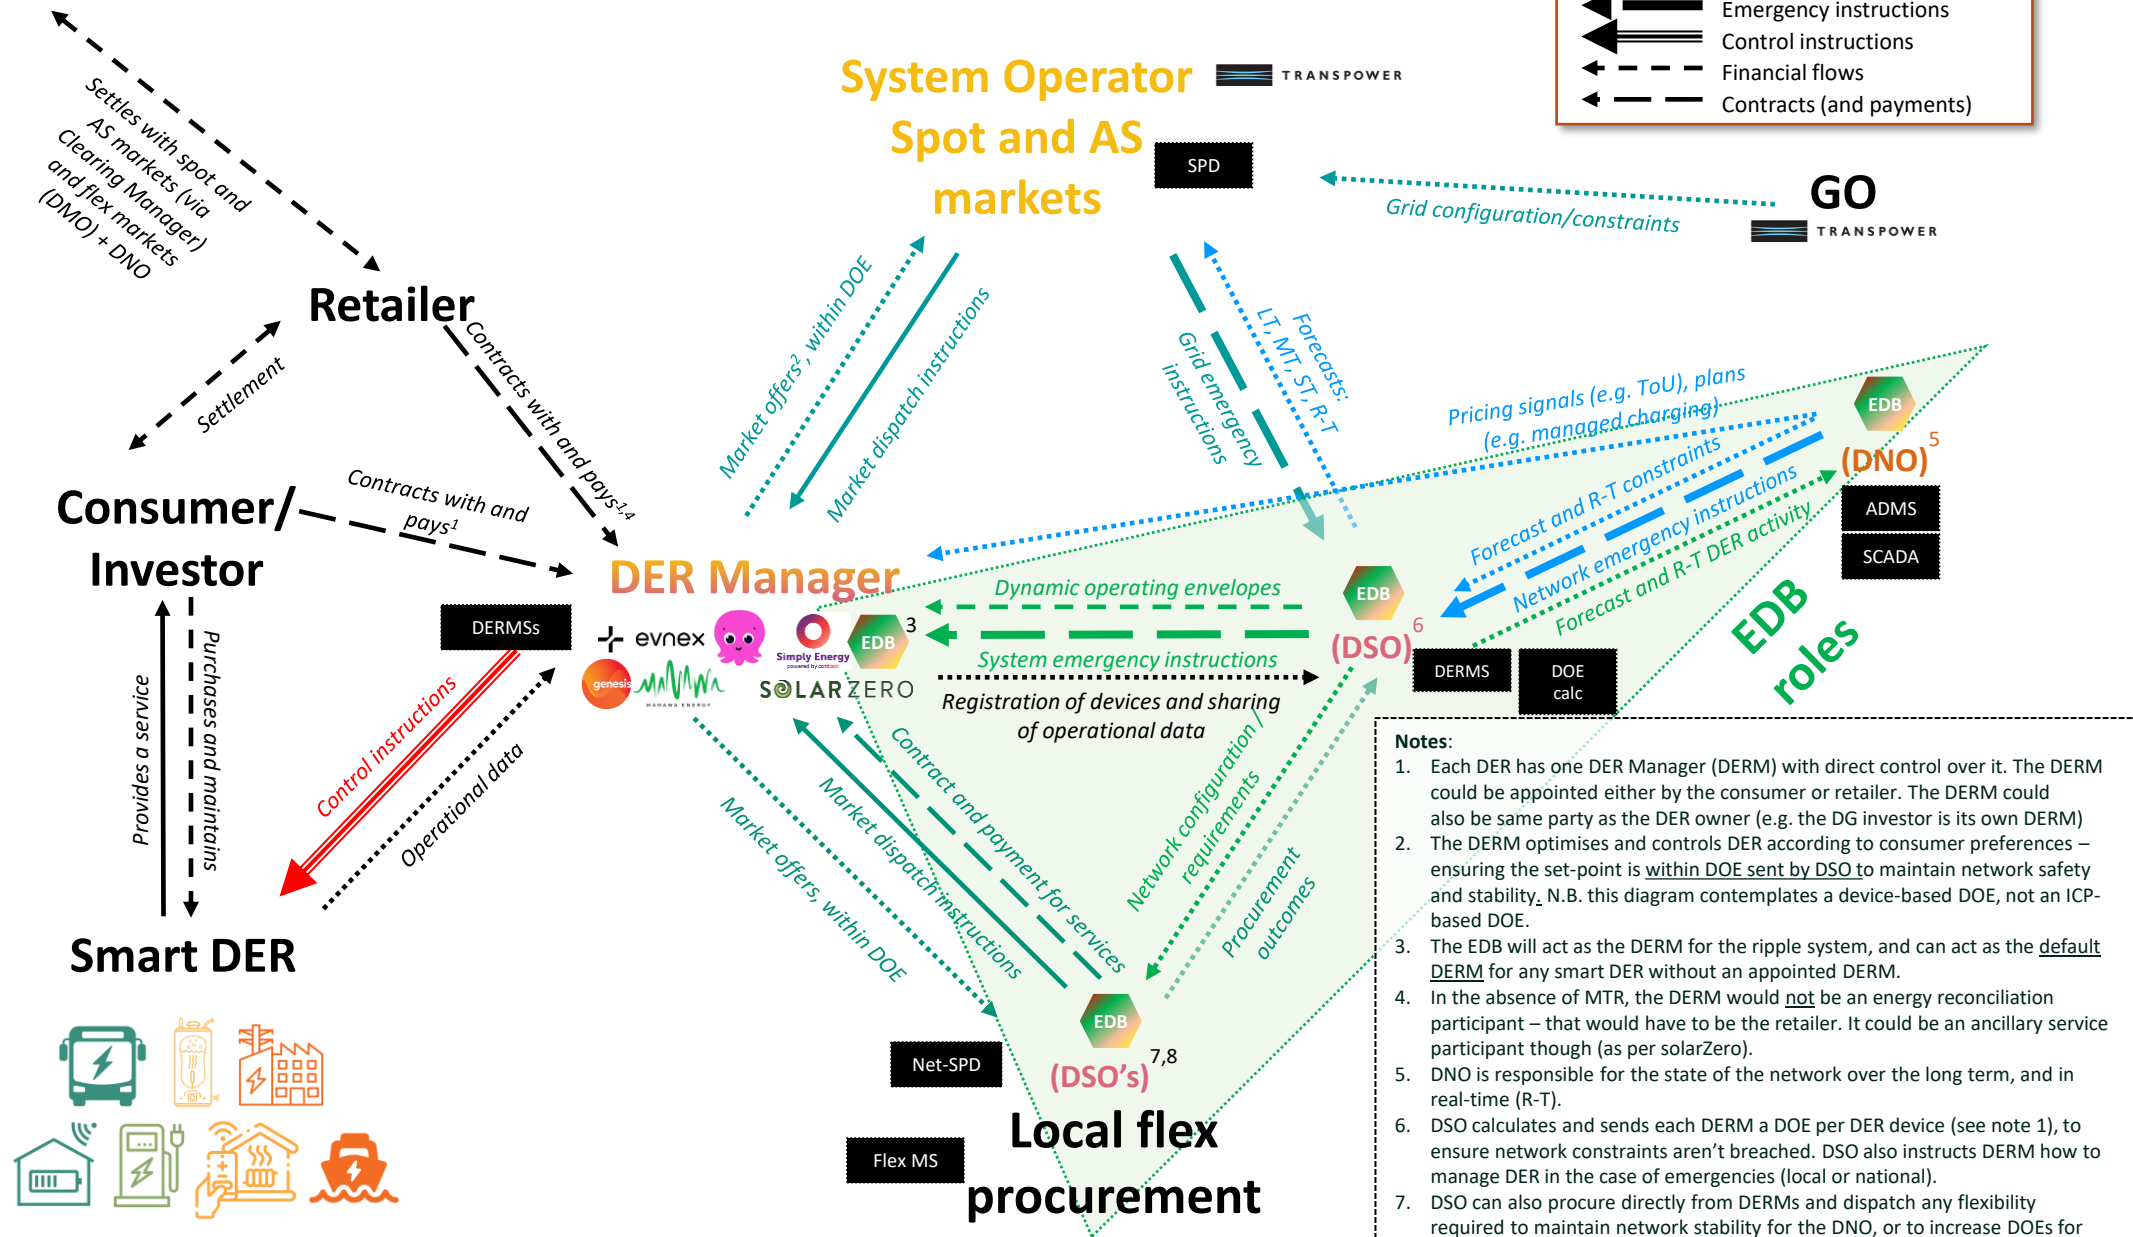 Emergency instructions
Control instructions
Financial flows
Contracts (and payments)
System Operator
TRANSPOWER
Spot and AS
markets
SPD
GO
TRANSPOWER
Grid configuration/constraints
Settles with spot and
AS markets (via
Clearing Manager)
and flex markets
(DMO) + DNO
Retailer
Settlement
Contracts with and pays1,4
Consumer/
Investor
Contracts with and
pays1
Market offers2, within DOE
Market dispatch instructions
Grid emergency
instructions
Forecasts:
LT, MT, ST, R-T
Pricing signals (e.g. ToU), plans
(e.g. managed charging)
EDB
(DNO)5
ADMS
SCADA
Forecast and R-T constraints
Network emergency instructions
Forecast and R-T DER activity
EDB
roles
DER Manager
DERMSs
evnex
Simply Energy
powered by contact
EDB
3
genesis
MANAWA
MANAWA ENERGY
SOLARZERO
Dynamic operating envelopes
System emergency instructions
Registration of devices and sharing
of operational data
EDB
(DSO)6
DERMS
DOE
calc
Provides a service
Purchases and maintains
Control instructions
Operational data
Smart DER
Market offers, within DOE
Market dispatch instructions
Contract and payment for services
Network configuration /
requirements
Procurement
outcomes
Net-SPD
EDB
(DSO's)7,8
Flex MS
Local flex
procurement
Notes:
1. Each DER has one DER Manager (DERM) with direct control over it. The DERM
could be appointed either by the consumer or retailer. The DERM could
also be same party as the DER owner (e.g. the DG investor is its own DERM)
2. The DERM optimises and controls DER according to consumer preferences –
ensuring the set-point is within DOE sent by DSO to maintain network safety
and stability. N.B. this diagram contemplates a device-based DOE, not an ICP-
based DOE.
3. The EDB will act as the DERM for the ripple system, and can act as the default
DERM for any smart DER without an appointed DERM.
4. In the absence of MTR, the DERM would not be an energy reconciliation
participant – that would have to be the retailer. It could be an ancillary service
participant though (as per solarZero).
5. DNO is responsible for the state of the network over the long term, and in
real-time (R-T).
6. DSO calculates and sends each DERM a DOE per DER device (see note 1), to
ensure network constraints aren't breached. DSO also instructs DERM how to
manage DER in the case of emergencies (local or national).
7. DSO can also procure directly from DERMs and dispatch any flexibility
required to maintain network stability for the DNO, or to increase DOEs for